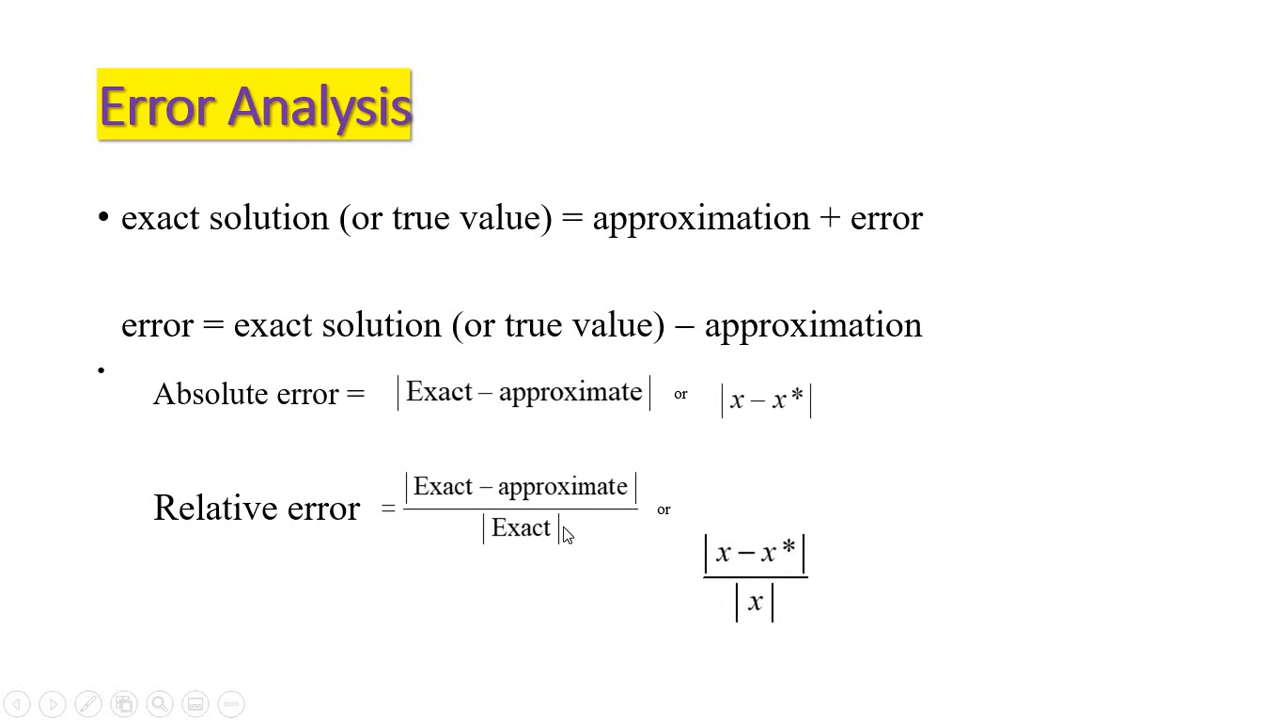 Error Analysis
• exact solution (or true value) = approximation + error
error = exact solution (or true value) – approximation
•
Absolute error = |Exact – approximate| or |x – x*|
Relative error = |Exact – approximate| / |Exact| or |x – x*| / |x|